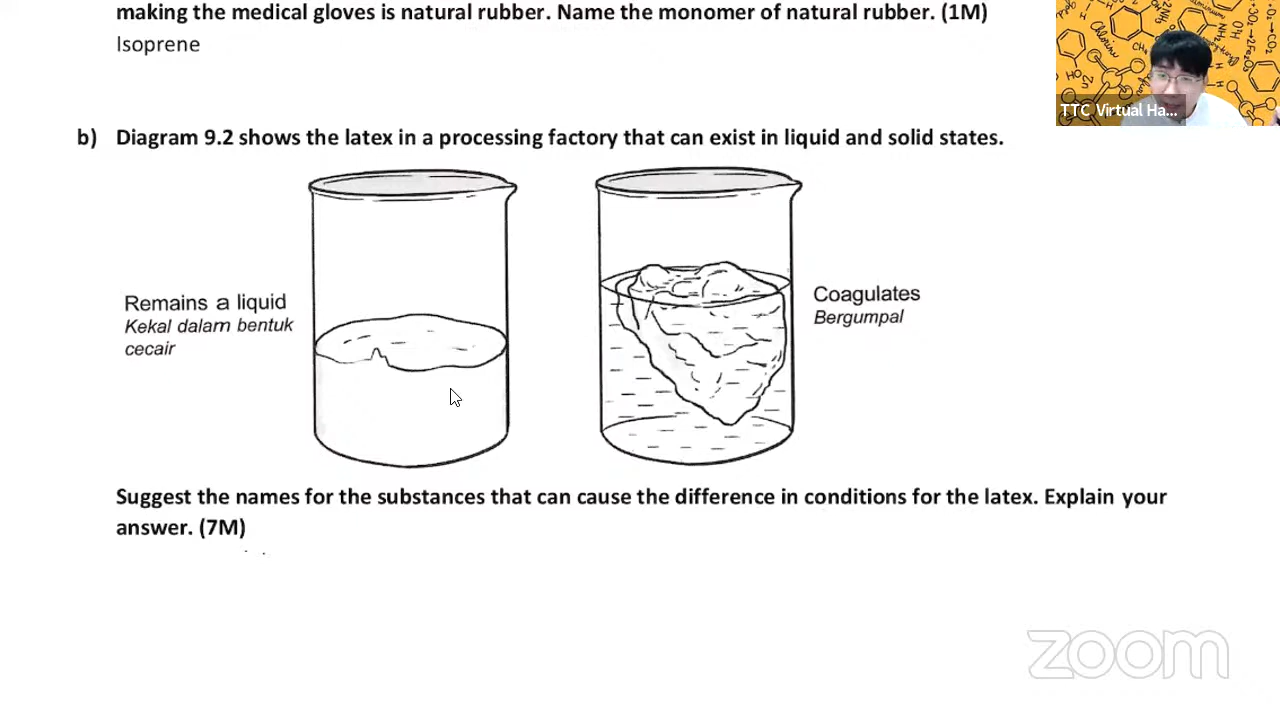 making the medical gloves is natural rubber. Name the monomer of natural rubber. (1M)
Isoprene
TTC Virtual Ha...
b) Diagram 9.2 shows the latex in a processing factory that can exist in liquid and solid states.
Remains a liquid
Kekal dalam bentuk
cecair
Coagulates
Bergumpal
Suggest the names for the substances that can cause the difference in conditions for the latex. Explain your
answer. (7M)
zoom